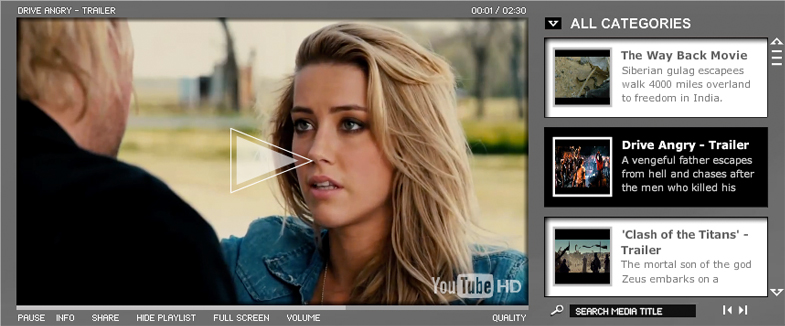 DRIVE ANGRY - TRAILER
00:01 / 02:30
YouTube HD
PAUSE INFO SHARE HIDE PLAYLIST FULL SCREEN VOLUME QUALITY
ALL CATEGORIES
The Way Back Movie
Siberian gulag escapees
walk 4000 miles overland
to freedom in India.
Drive Angry - Trailer
A vengeful father escapes
from hell and chases after
the men who killed his
'Clash of the Titans' -
Trailer
The mortal son of the god
Zeus embarks on a
SEARCH MEDIA TITLE